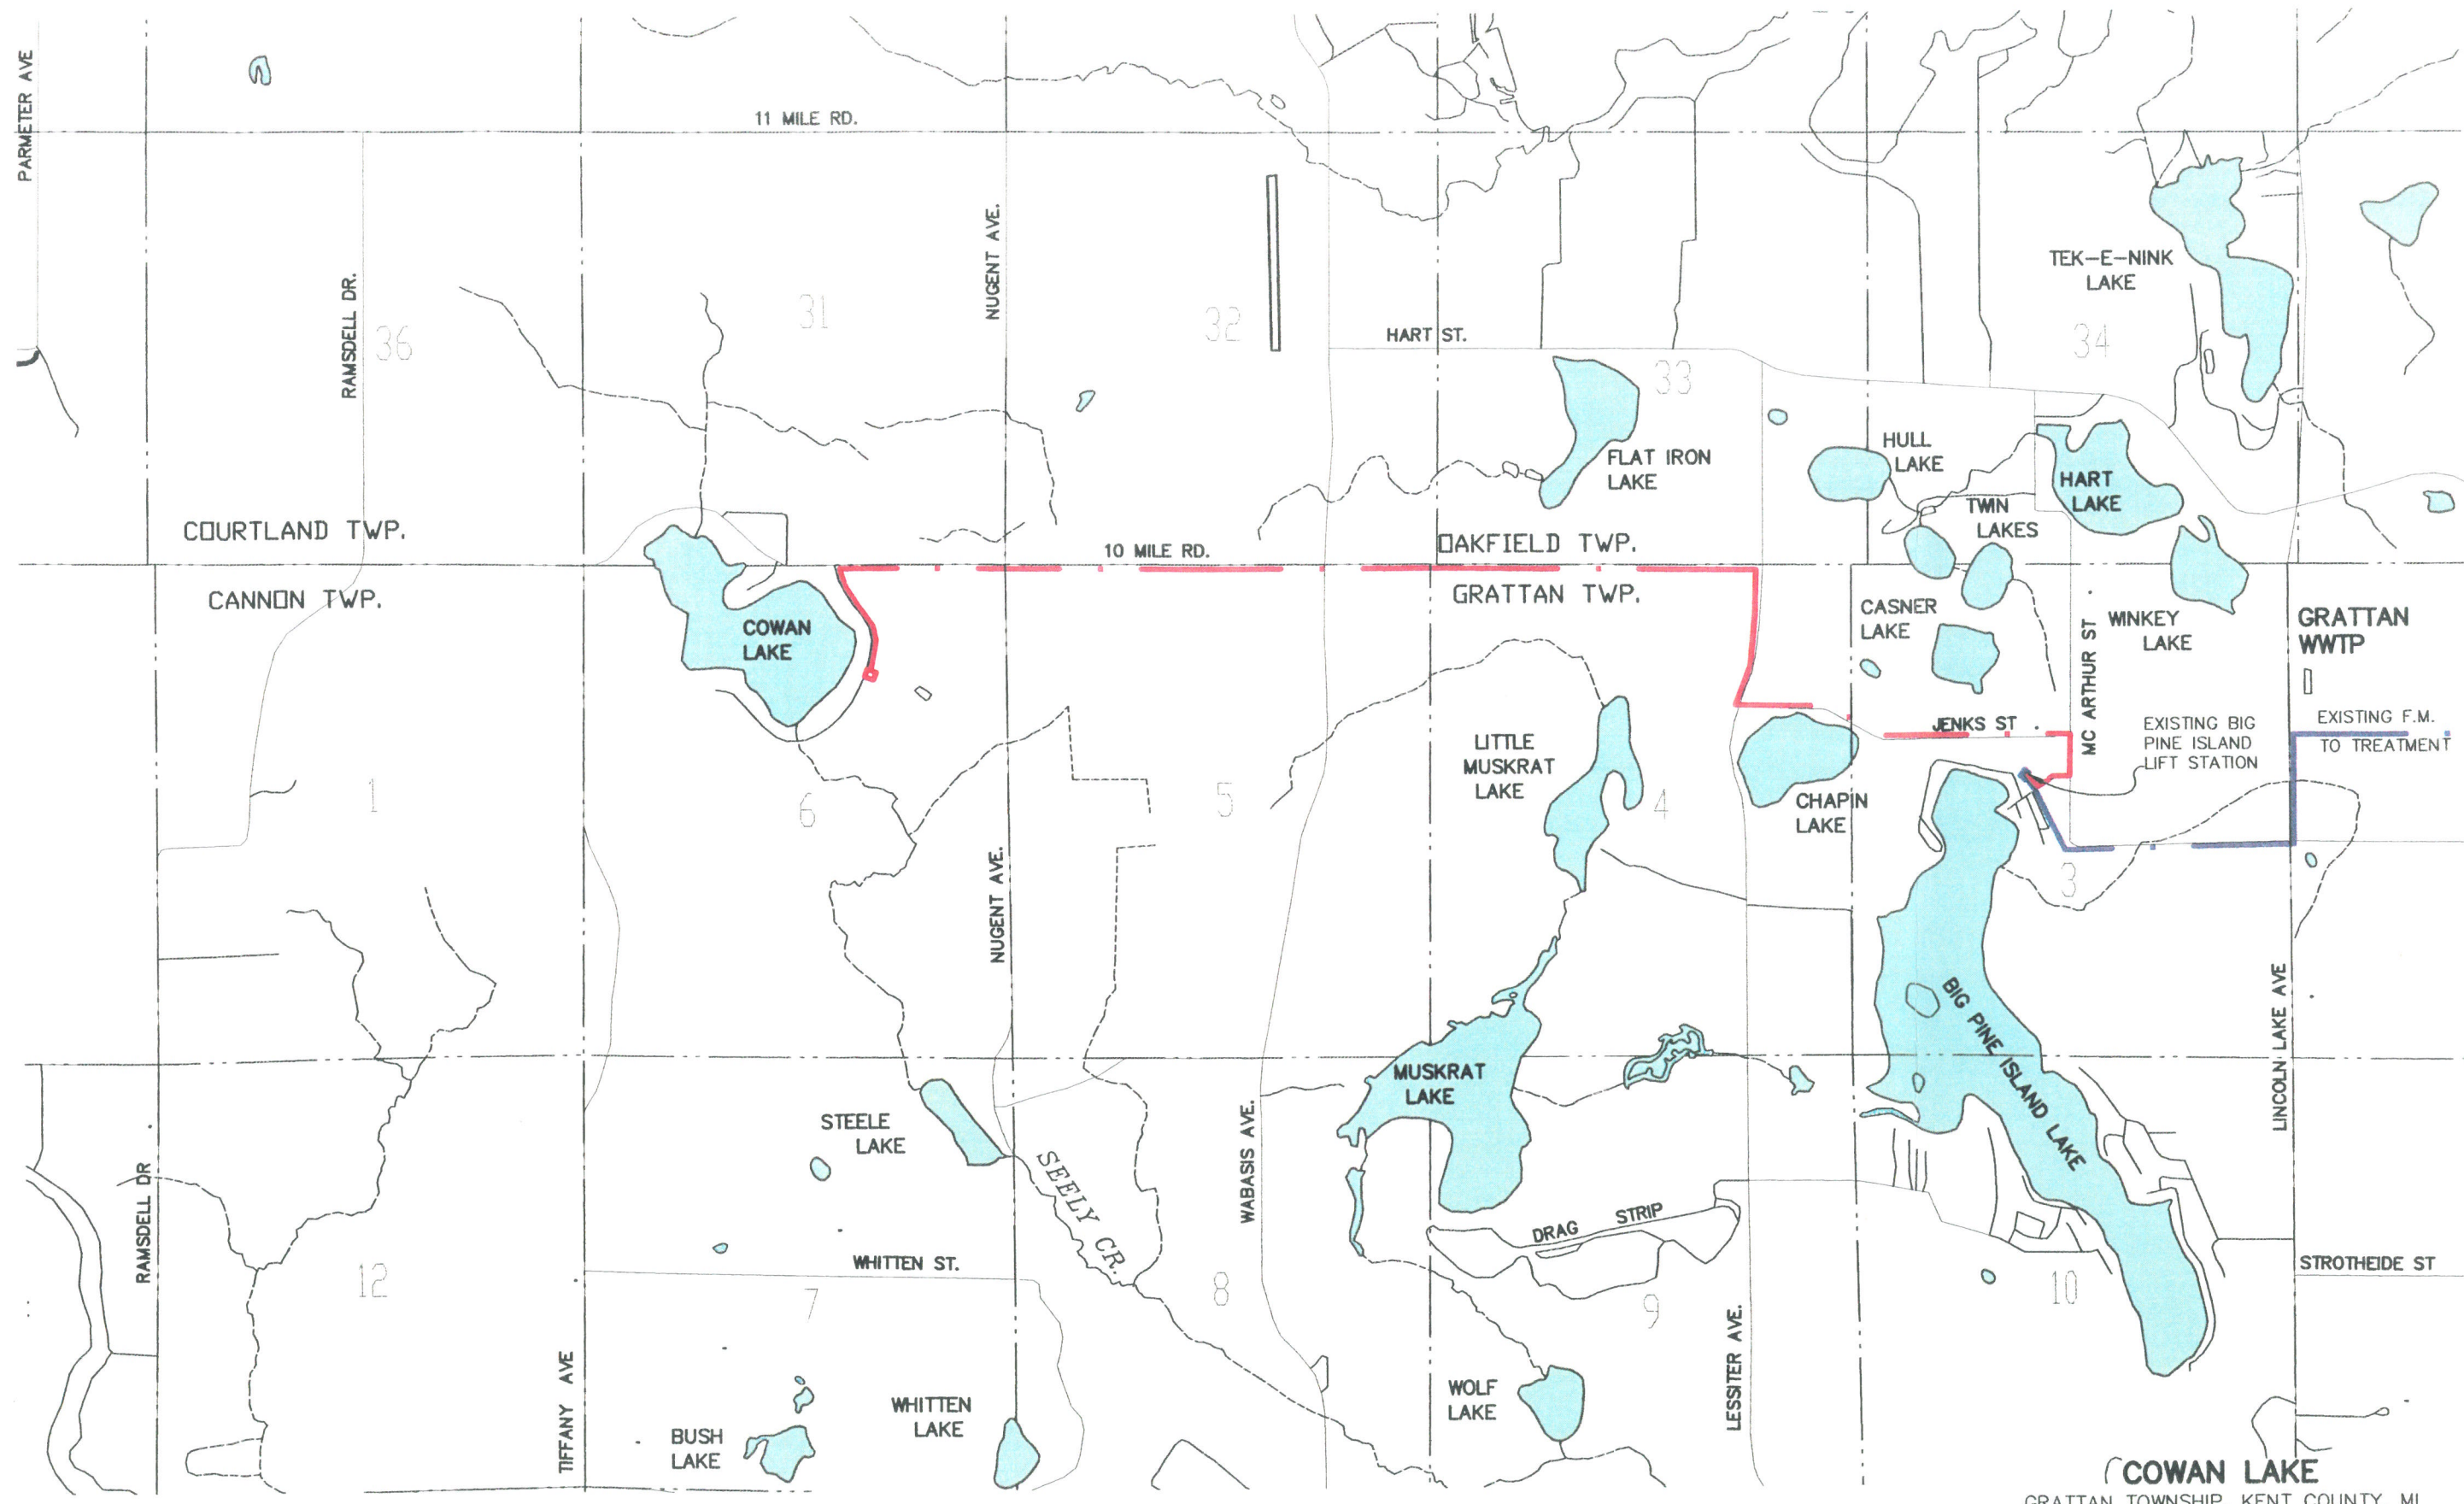 PARMETER AVE
11 MILE RD.
RAMSDELL DR.
36
31
NUGENT AVE.
32
HART ST.
33
34
TEK-E-NINK
LAKE
FLAT IRON
LAKE
HULL
LAKE
HART
LAKE
TWIN
LAKES
COURTLAND TWP.
10 MILE RD.
OAKFIELD TWP.
CANNON TWP.
GRATTAN TWP.
COWAN
LAKE
CASNER
LAKE
MC ARTHUR ST.
WINKEY
LAKE
GRATTAN
WWTP
JENKS ST.
EXISTING BIG
PINE ISLAND
LIFT STATION
EXISTING F.M.
TO TREATMENT
LITTLE
MUSKRAT
LAKE
CHAPIN
LAKE
1
6
5
4
3
NUGENT AVE.
BIG PINE ISLAND LAKE
LINCOLN LAKE AVE
MUSKRAT
LAKE
STEELE
LAKE
SEELY CR.
WABASIS AVE.
RAMSDELL DR
DRAG STRIP
WHITTEN ST.
STROTHEIDE ST
12
7
8
9
10
TIFFANY AVE
LESSITER AVE.
WOLF
LAKE
WHITTEN
LAKE
BUSH
LAKE
COWAN LAKE
GRATTAN TOWNSHIP, KENT COUNTY, MI